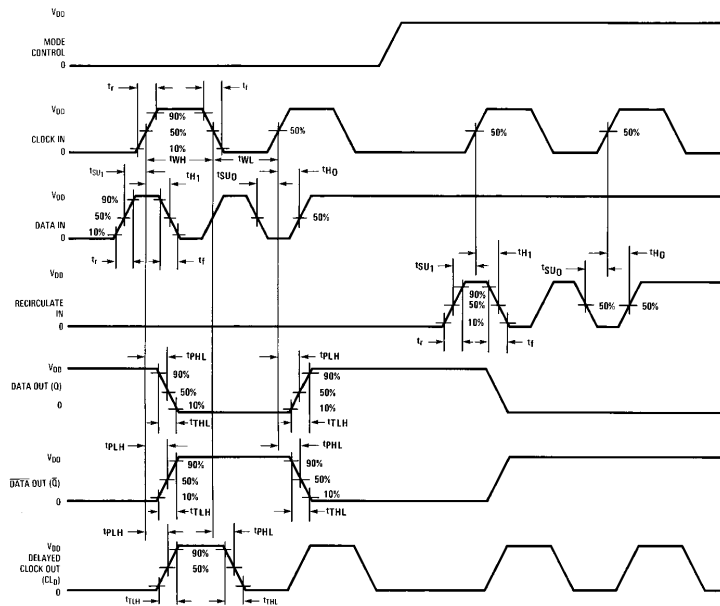 VDD
MODE
CONTROL
0
tr
tf
VDD
90%
50%
50%
50%
50%
CLOCK IN
10%
0
tSU1
tWH
tWL
tH1
tSU0
tH0
VDD
90%
50%
50%
DATA IN
10%
0
tr
tf
tH1
tH0
tSU1
tSU0
VDD
90%
RECIRCULATE
IN
50%
50%
50%
10%
0
tr
tf
tPHL
tPLH
VDD
90%
90%
DATA OUT (Q)
50%
50%
0
10%
10%
tTHL
tTLH
tPLH
tPHL
VDD
90%
90%
DATA OUT (Q̅)
50%
50%
10%
10%
0
tTLH
tTHL
tPLH
tPHL
VDD
DELAYED
CLOCK OUT
(CLD)
0
90%
50%
tTLH
tTHL